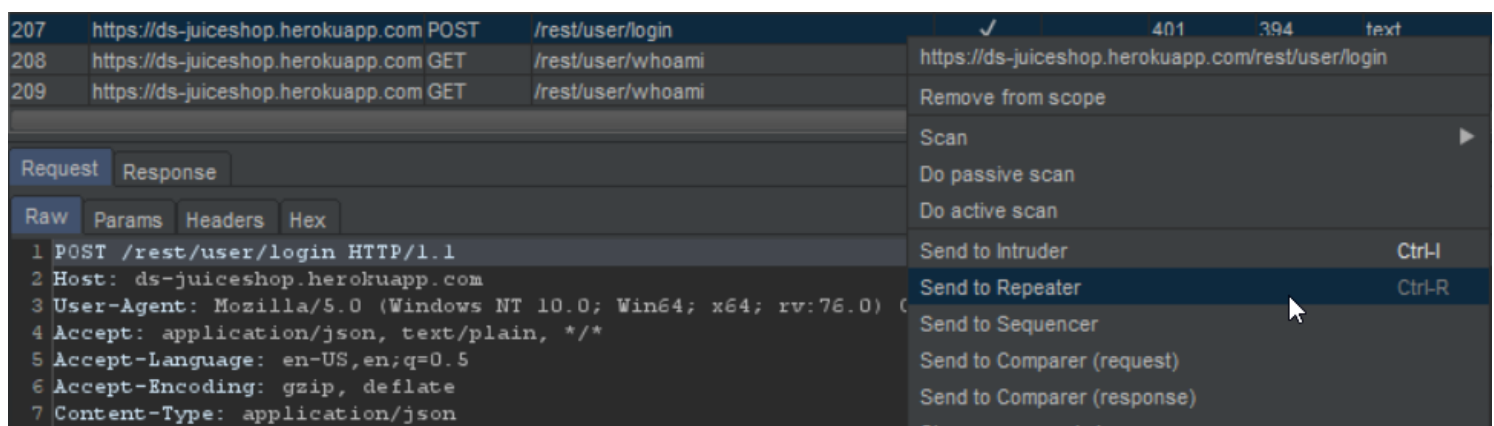 207 https://ds-juiceshop.herokuapp.com POST /rest/user/login ✓ 401 394 text
208 https://ds-juiceshop.herokuapp.com GET /rest/user/whoami
209 https://ds-juiceshop.herokuapp.com GET /rest/user/whoami
Request Response
Raw Params Headers Hex
1 POST /rest/user/login HTTP/1.1
2 Host: ds-juiceshop.herokuapp.com
3 User-Agent: Mozilla/5.0 (Windows NT 10.0; Win64; x64; rv:76.0)
4 Accept: application/json, text/plain, */*
5 Accept-Language: en-US,en;q=0.5
6 Accept-Encoding: gzip, deflate
7 Content-Type: application/json
https://ds-juiceshop.herokuapp.com/rest/user/login
Remove from scope
Scan
Do passive scan
Do active scan
Send to Intruder Ctrl-I
Send to Repeater Ctrl-R
Send to Sequencer
Send to Comparer (request)
Send to Comparer (response)